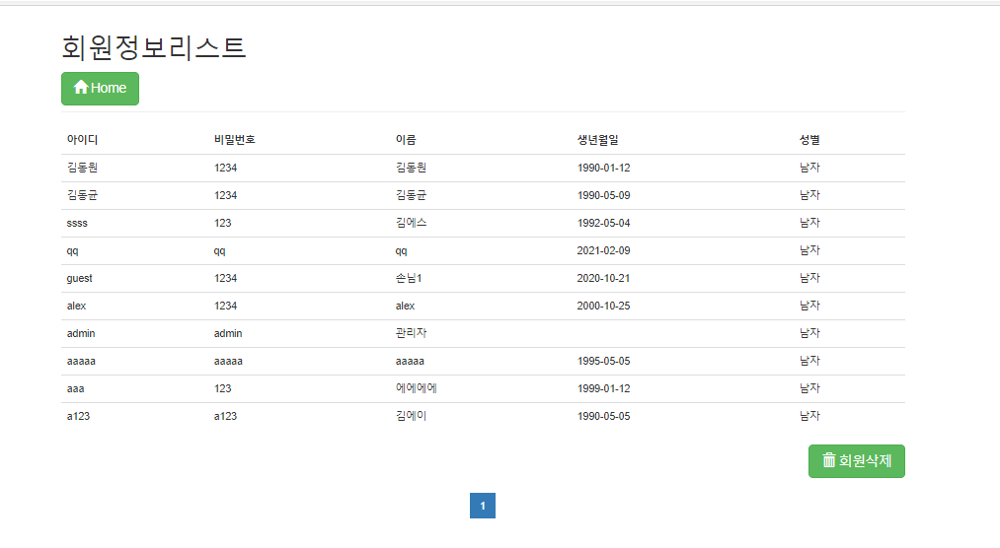 회원정보리스트
Home
아이디 비밀번호 이름 생년월일 성별
김동원 1234 김동원 1990-01-12 남자
김동균 1234 김동균 1990-05-09 남자
ssss 123 김에스 1992-05-04 남자
qq qq qq 2021-02-09 남자
guest 1234 손님1 2020-10-21 남자
alex 1234 alex 2000-10-25 남자
admin admin 관리자 남자
aaaaa aaaaa aaaaa 1995-05-05 남자
aaa 123 에에에에 1999-01-12 남자
a123 a123 김에이 1990-05-05 남자
회원삭제
1